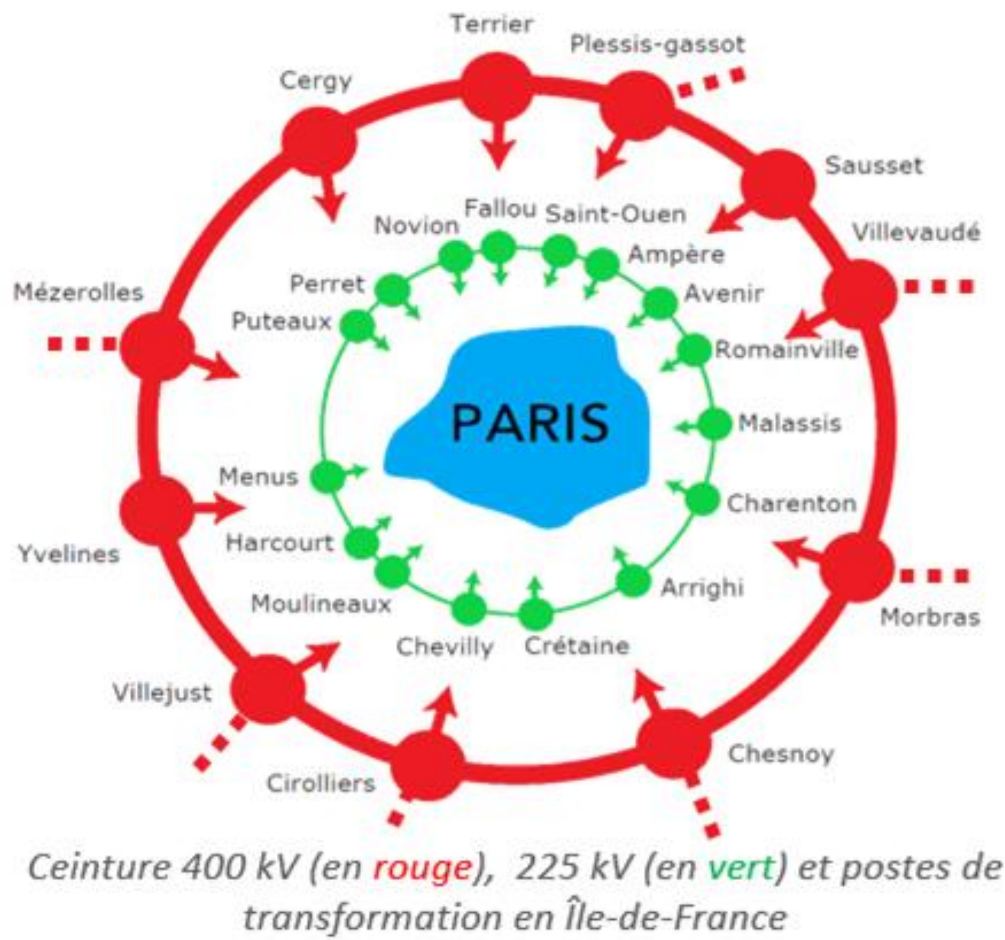 Terrier
Plessis-gassot
Cergy
Sausset
Fallou
Saint-Ouen
Novion
Villevaudé
Ampère
Perret
Avenir
Mézerolles
Puteaux
Romainville
PARIS
Malassis
Menus
Charenton
Harcourt
Yvelines
Arrighi
Moulineaux
Morbras
Chevilly
Crétaine
Villejust
Chesnoy
Cirolliers
Ceinture 400 kV (en rouge), 225 kV (en vert) et postes de
transformation en Île-de-France